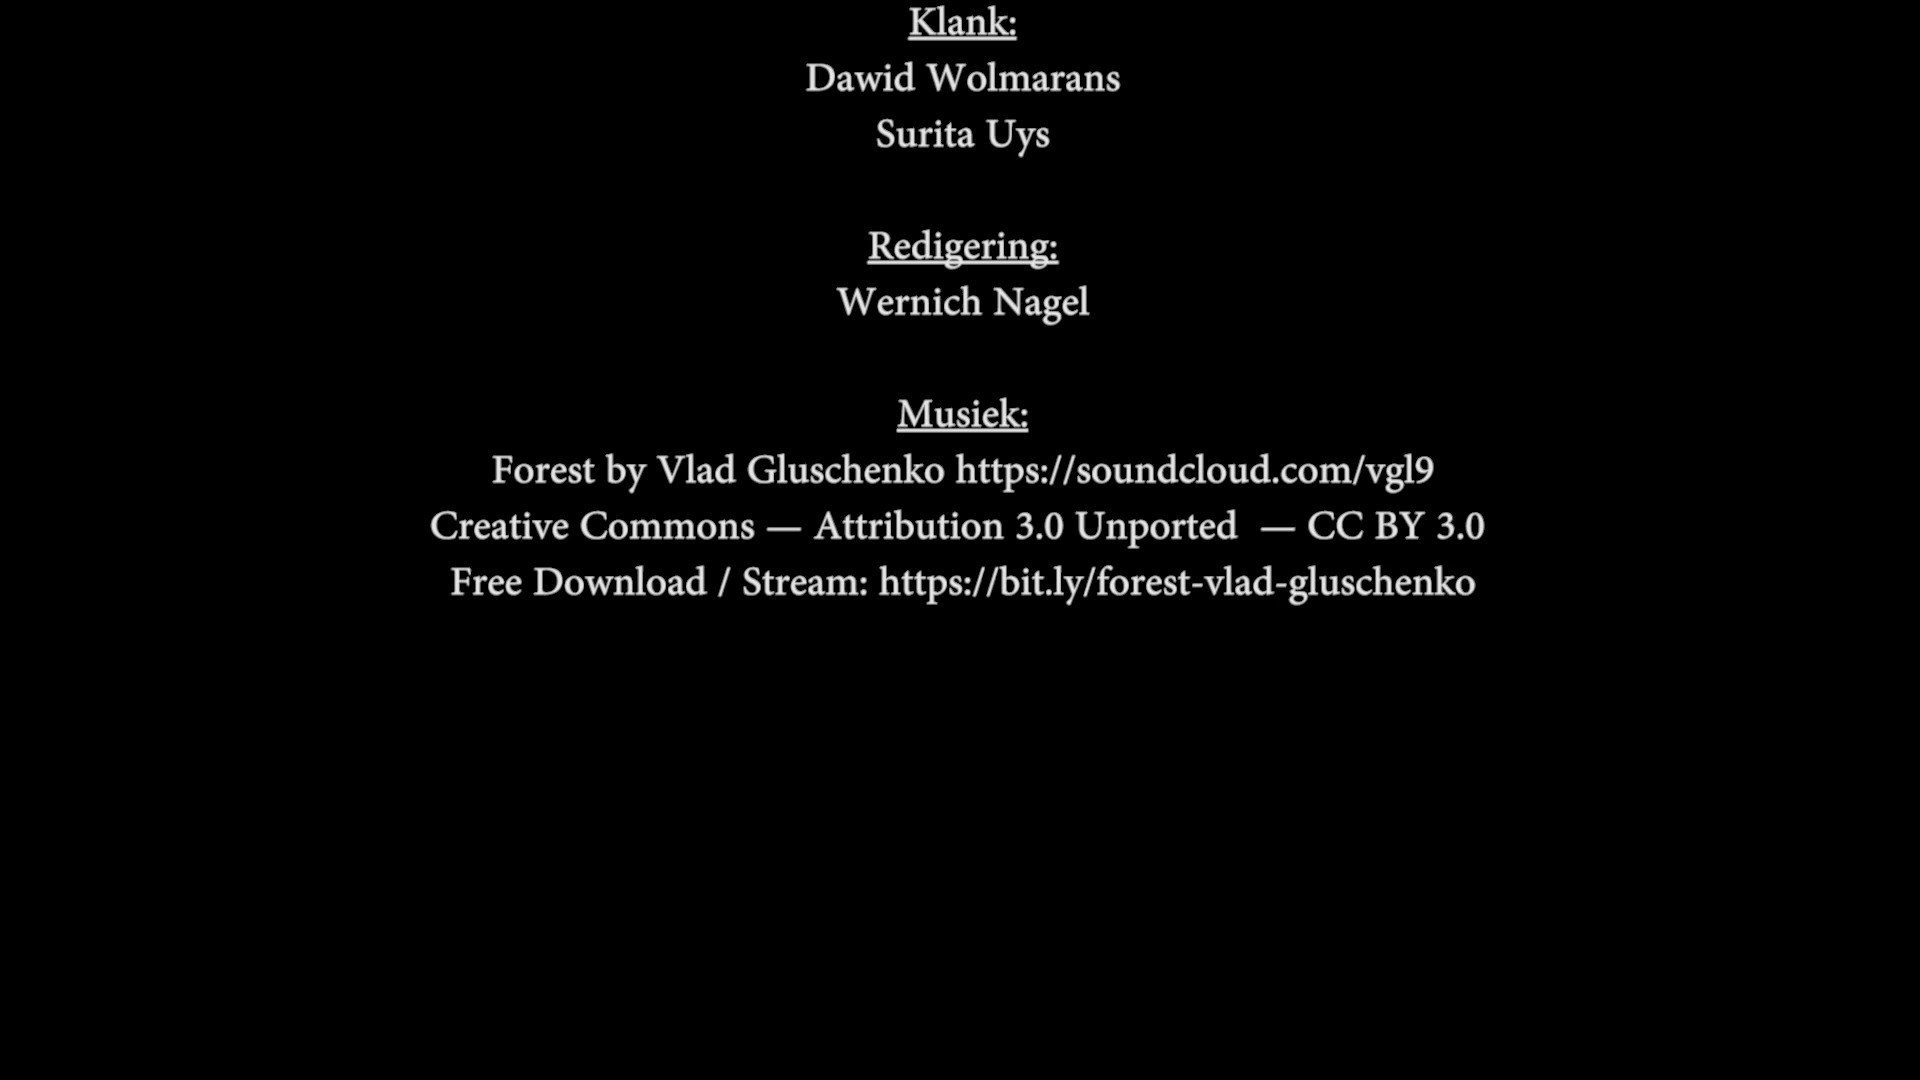 Klank:
Dawid Wolmarans
Surita Uys
Redigering:
Wernich Nagel
Musiek:
Forest by Vlad Gluschenko https://soundcloud.com/vgl9
Creative Commons — Attribution 3.0 Unported — CC BY 3.0
Free Download / Stream: https://bit.ly/forest-vlad-gluschenko